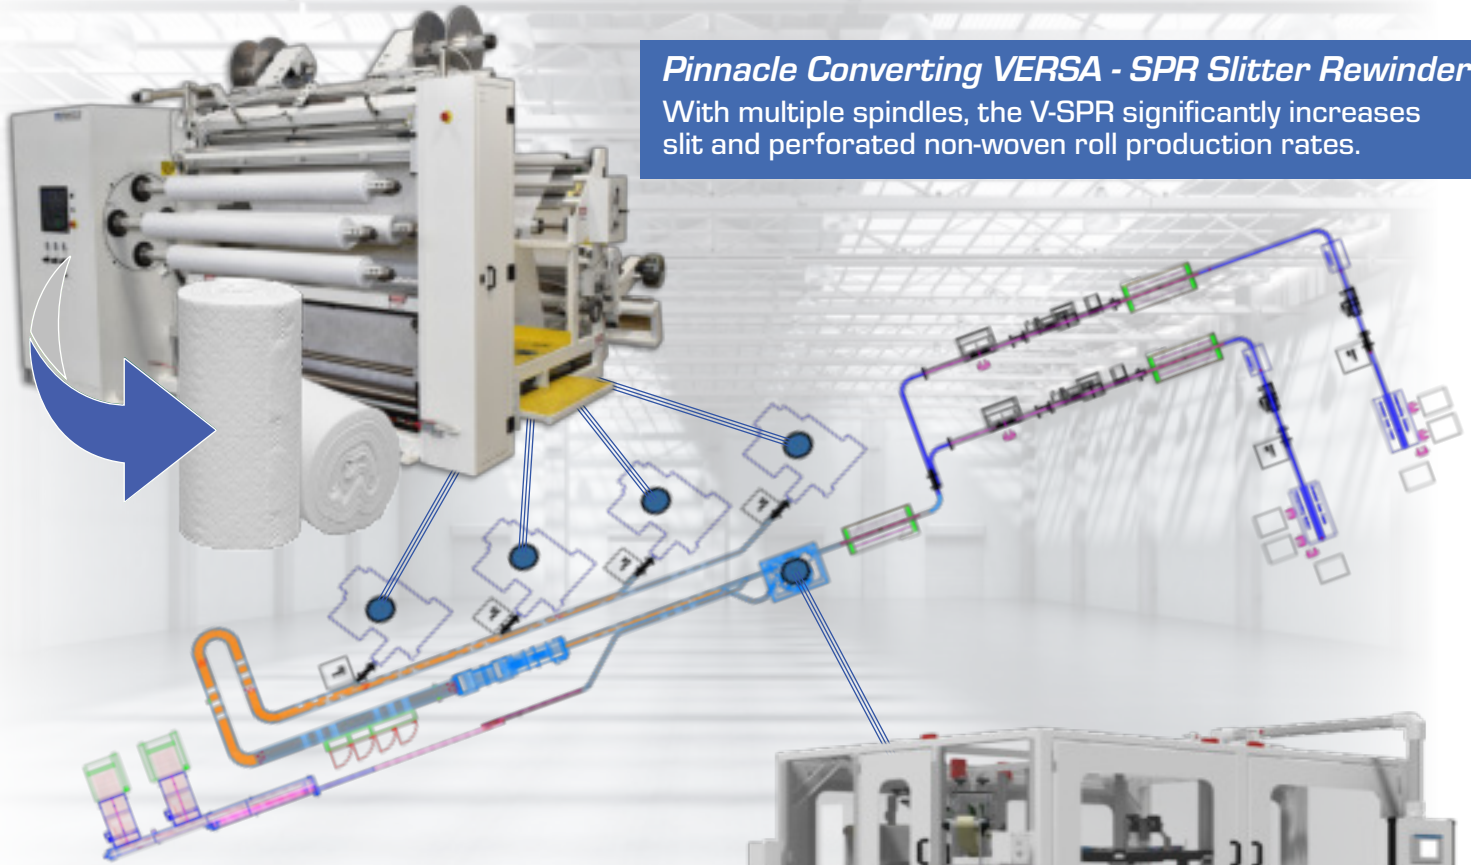 Pinnacle Converting VERSA - SPR Slitter Rewinder
With multiple spindles, the V-SPR significantly increases
slit and perforated non-woven roll production rates.